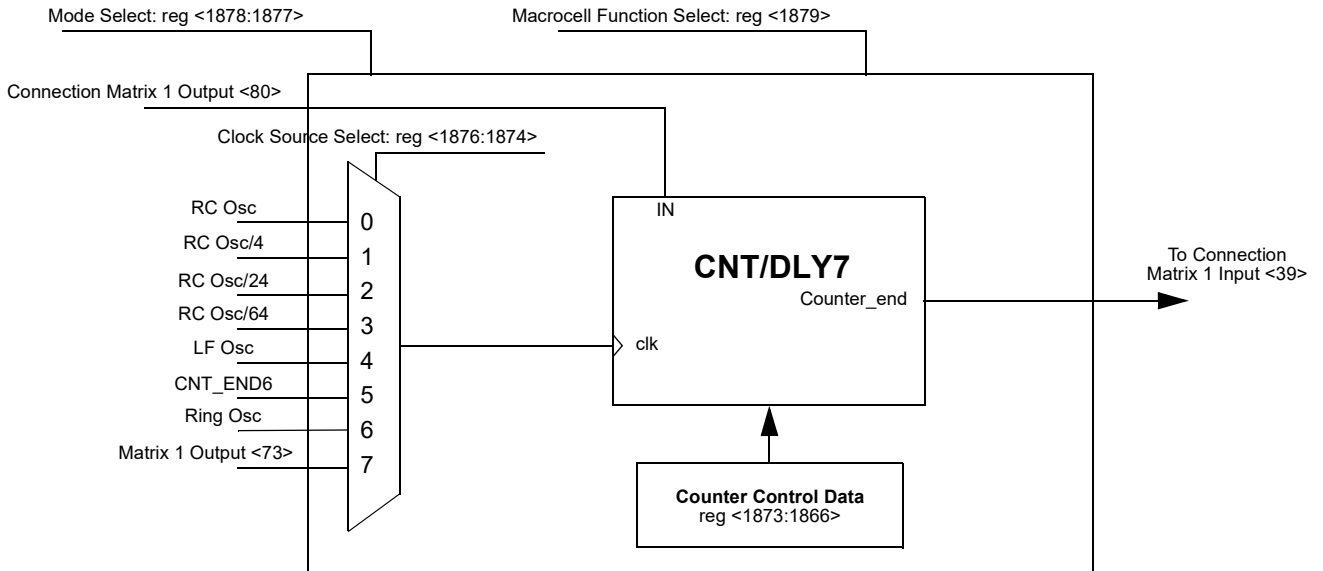 Mode Select: reg <1878:1877>
Macrocell Function Select: reg <1879>
Connection Matrix 1 Output <80>
Clock Source Select: reg <1876:1874>
RC Osc
0
RC Osc/4
1
RC Osc/24
2
RC Osc/64
3
LF Osc
4
CNT_END6
5
Ring Osc
6
Matrix 1 Output <73>
7
IN
CNT/DLY7
Counter_end
clk
To Connection
Matrix 1 Input <39>
Counter Control Data
reg <1873:1866>